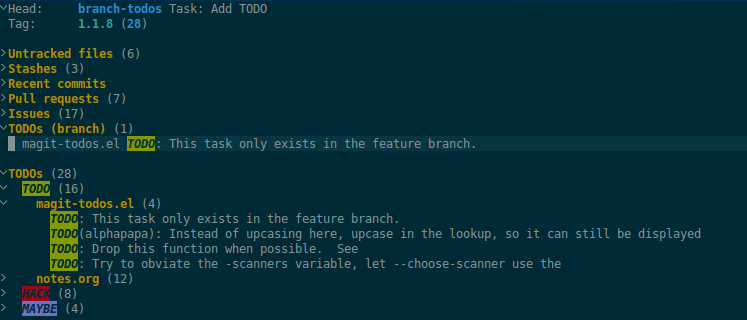 Head: branch-todos Task: Add TODO
Tag: 1.1.8 (28)
Untracked files (6)
Stashes (3)
Recent commits
Pull requests (7)
Issues (17)
TODOs (branch) (1)
magit-todos.el TODO: This task only exists in the feature branch.
TODOs (28)
TODO (16)
magit-todos.el (4)
TODO: This task only exists in the feature branch.
TODO(alphapapa): Instead of upcasing here, upcase in the lookup, so it can still be displayed
TODO: Drop this function when possible.  See
TODO: Try to obviate the -scanners variable, let --choose-scanner use the
notes.org (12)
HACK (8)
MAYBE (4)